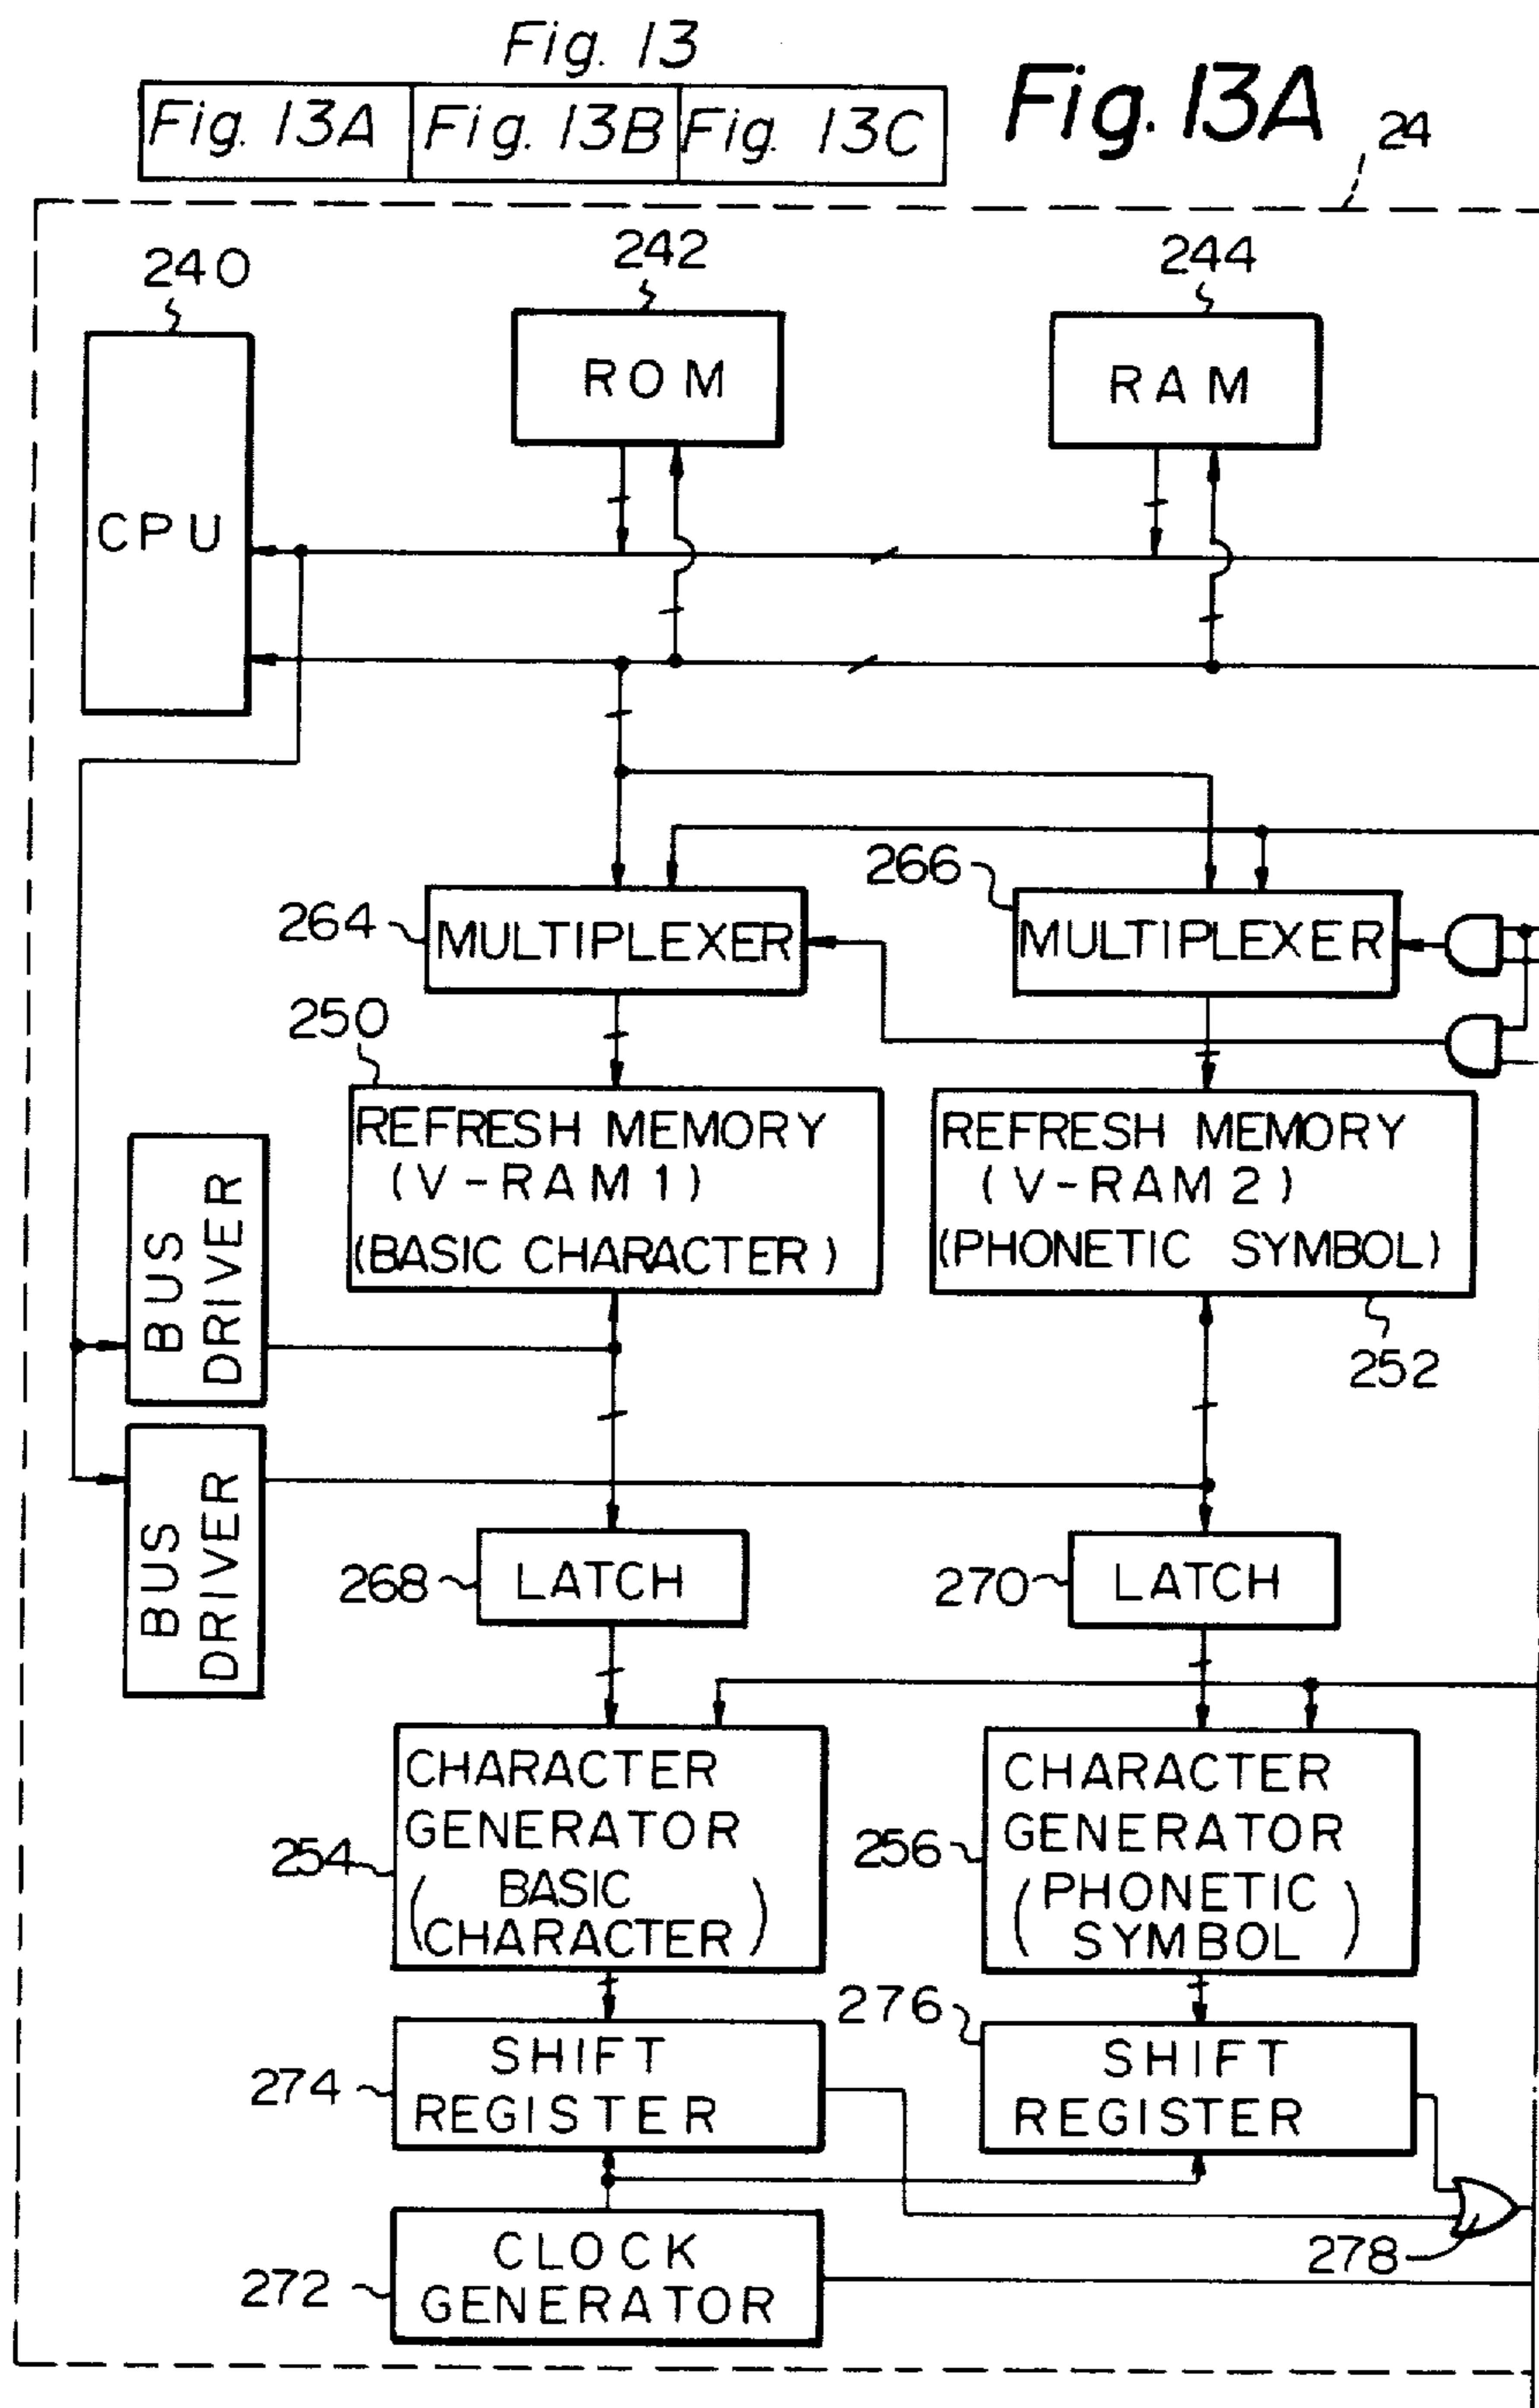 Fig. 13
Fig. 13A
Fig. 13B
Fig. 13C
Fig. 13A
24
240
242
244
CPU
ROM
RAM
264
MULTIPLEXER
266
MULTIPLEXER
250
REFRESH MEMORY
(V-RAM 1)
(BASIC CHARACTER)
REFRESH MEMORY
(V-RAM 2)
(PHONETIC SYMBOL)
252
BUS
DRIVER
BUS
DRIVER
268
LATCH
270
LATCH
254
CHARACTER
GENERATOR
(BASIC
CHARACTER)
256
CHARACTER
GENERATOR
(PHONETIC
SYMBOL)
274
SHIFT
REGISTER
276
SHIFT
REGISTER
278
272
CLOCK
GENERATOR